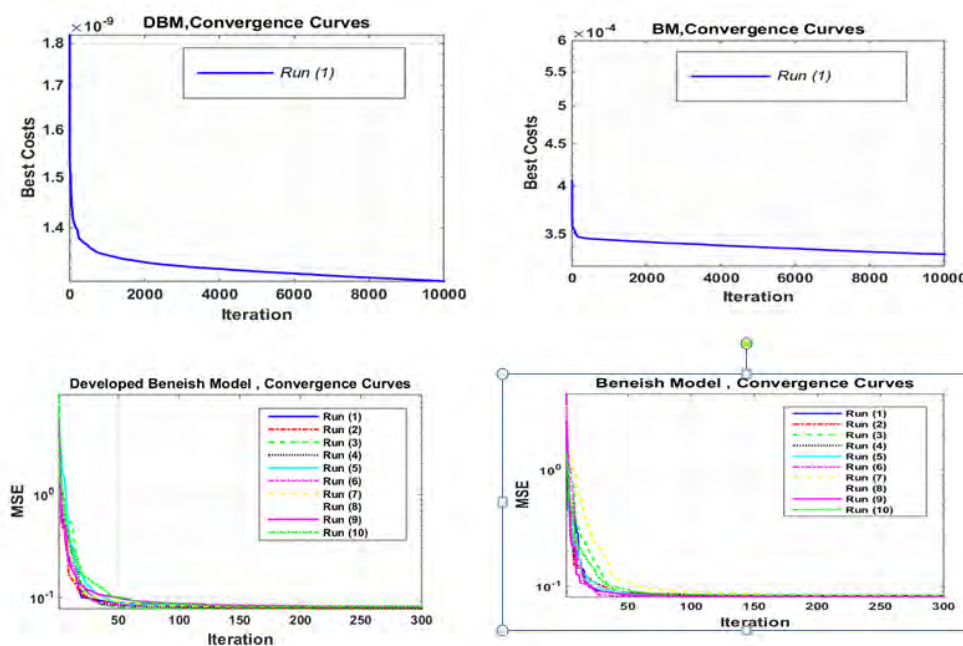 DBM,Convergence Curves
×10⁻⁹
1.8
1.7
1.6
1.5
1.4
Best Costs
Run (1)
0 2000 4000 6000 8000 10000
Iteration
BM,Convergence Curves
×10⁻⁴
6
5.5
5
4.5
4
3.5
Best Costs
Run (1)
0 2000 4000 6000 8000 10000
Iteration
Developed Beneish Model , Convergence Curves
MSE
10⁰
10⁻¹
Run (1)
Run (2)
Run (3)
Run (4)
Run (5)
Run (6)
Run (7)
Run (8)
Run (9)
Run (10)
50 100 150 200 250 300
Iteration
Beneish Model , Convergence Curves
MSE
10⁰
10⁻¹
Run (1)
Run (2)
Run (3)
Run (4)
Run (5)
Run (6)
Run (7)
Run (8)
Run (9)
Run (10)
50 100 150 200 250 300
Iteration